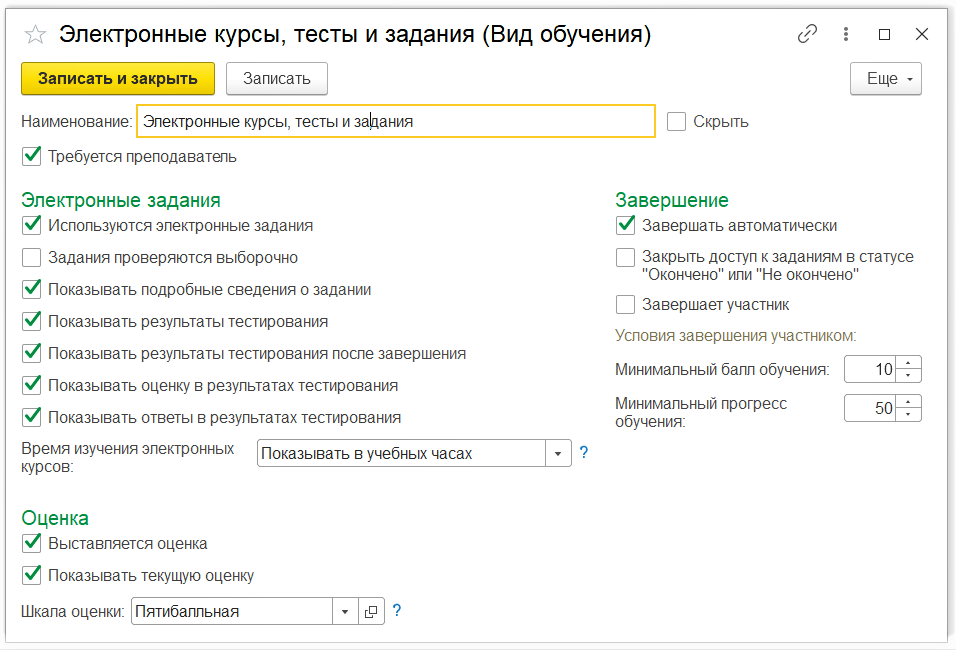 Электронные курсы, тесты и задания (Вид обучения)
Записать и закрыть
Записать
Еще
Наименование: Электронные курсы, тесты и задания
Скрыть
Требуется преподаватель
Электронные задания
Используются электронные задания
Задания проверяются выборочно
Показывать подробные сведения о задании
Показывать результаты тестирования
Показывать результаты тестирования после завершения
Показывать оценку в результатах тестирования
Показывать ответы в результатах тестирования
Время изучения электронных
курсов:
Показывать в учебных часах
?
Завершение
Завершать автоматически
Закрыть доступ к заданиям в статусе
"Окончено" или "Не окончено"
Завершает участник
Условия завершения участником:
Минимальный балл обучения: 10
Минимальный прогресс
обучения:
50
Оценка
Выставляется оценка
Показывать текущую оценку
Шкала оценки: Пятибалльная ?